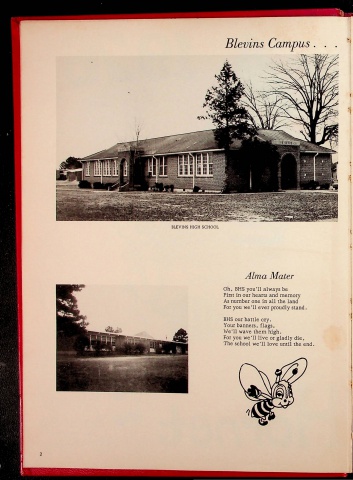 Blevins Campus . . .
BLEVINS HIGH SCHOOL
Alma Mater
Oh, BHS you'll always be
First in our hearts and memory
As number one in all the land
For you we'll ever proudly stand.
BHS our battle cry,
Your banners, flags,
We'll wave them high.
For you we'll live or gladly die,
The school we'll love until the end.
2